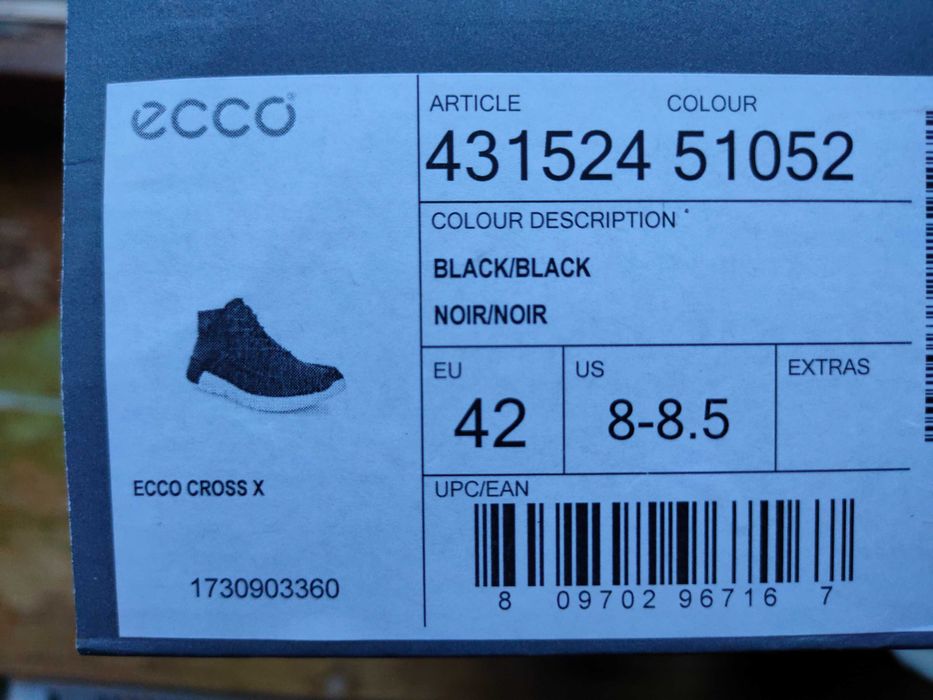 ecco®
ECCO CROSS X
1730903360
ARTICLE COLOUR
431524 51052
COLOUR DESCRIPTION
BLACK/BLACK
NOIR/NOIR
EU US EXTRAS
42 8-8.5
UPC/EAN
8 09702 96716 7